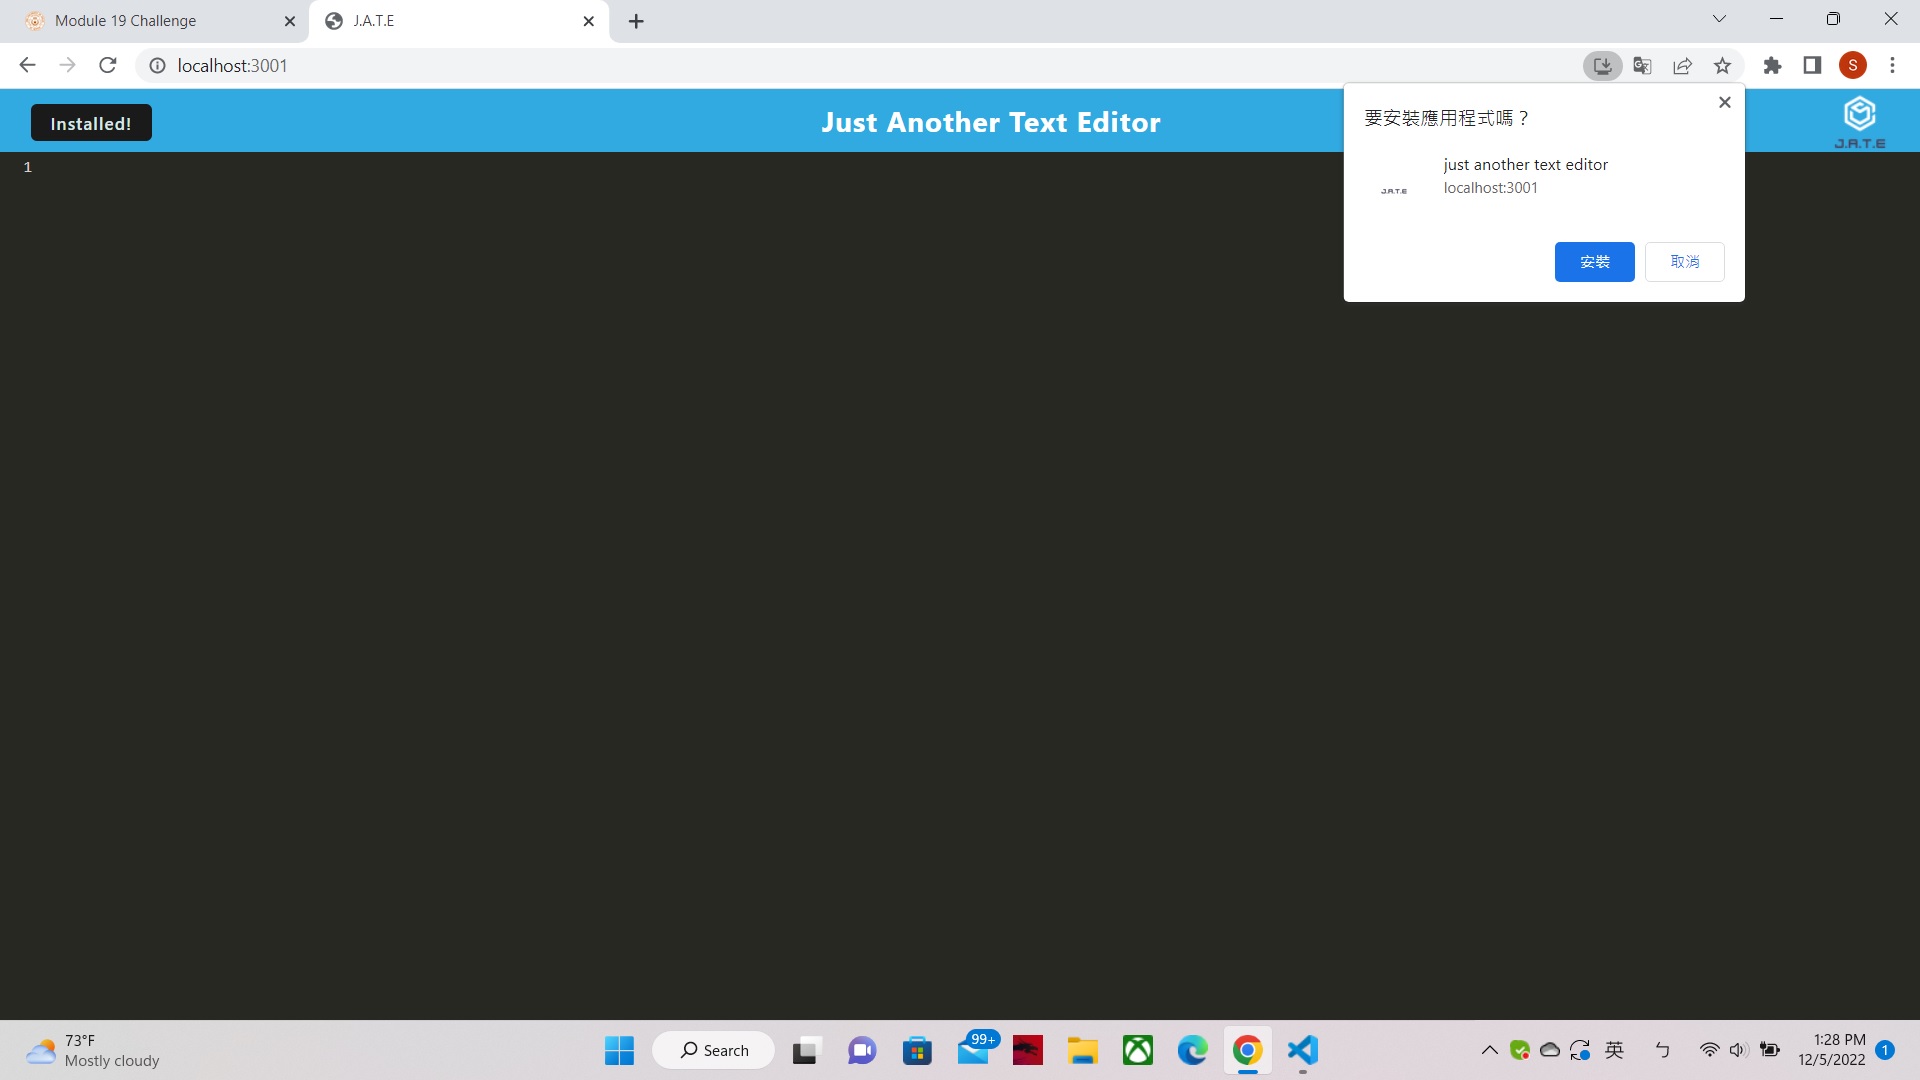 Module 19 Challenge
J.A.T.E
localhost:3001
S
Installed!
Just Another Text Editor
J.A.T.E
要安裝應用程式嗎？
just another text editor
J.A.T.E
localhost:3001
安裝
取消
1
73°F
Mostly cloudy
Search
99+
英
ㄅ
1:28 PM
12/5/2022
1